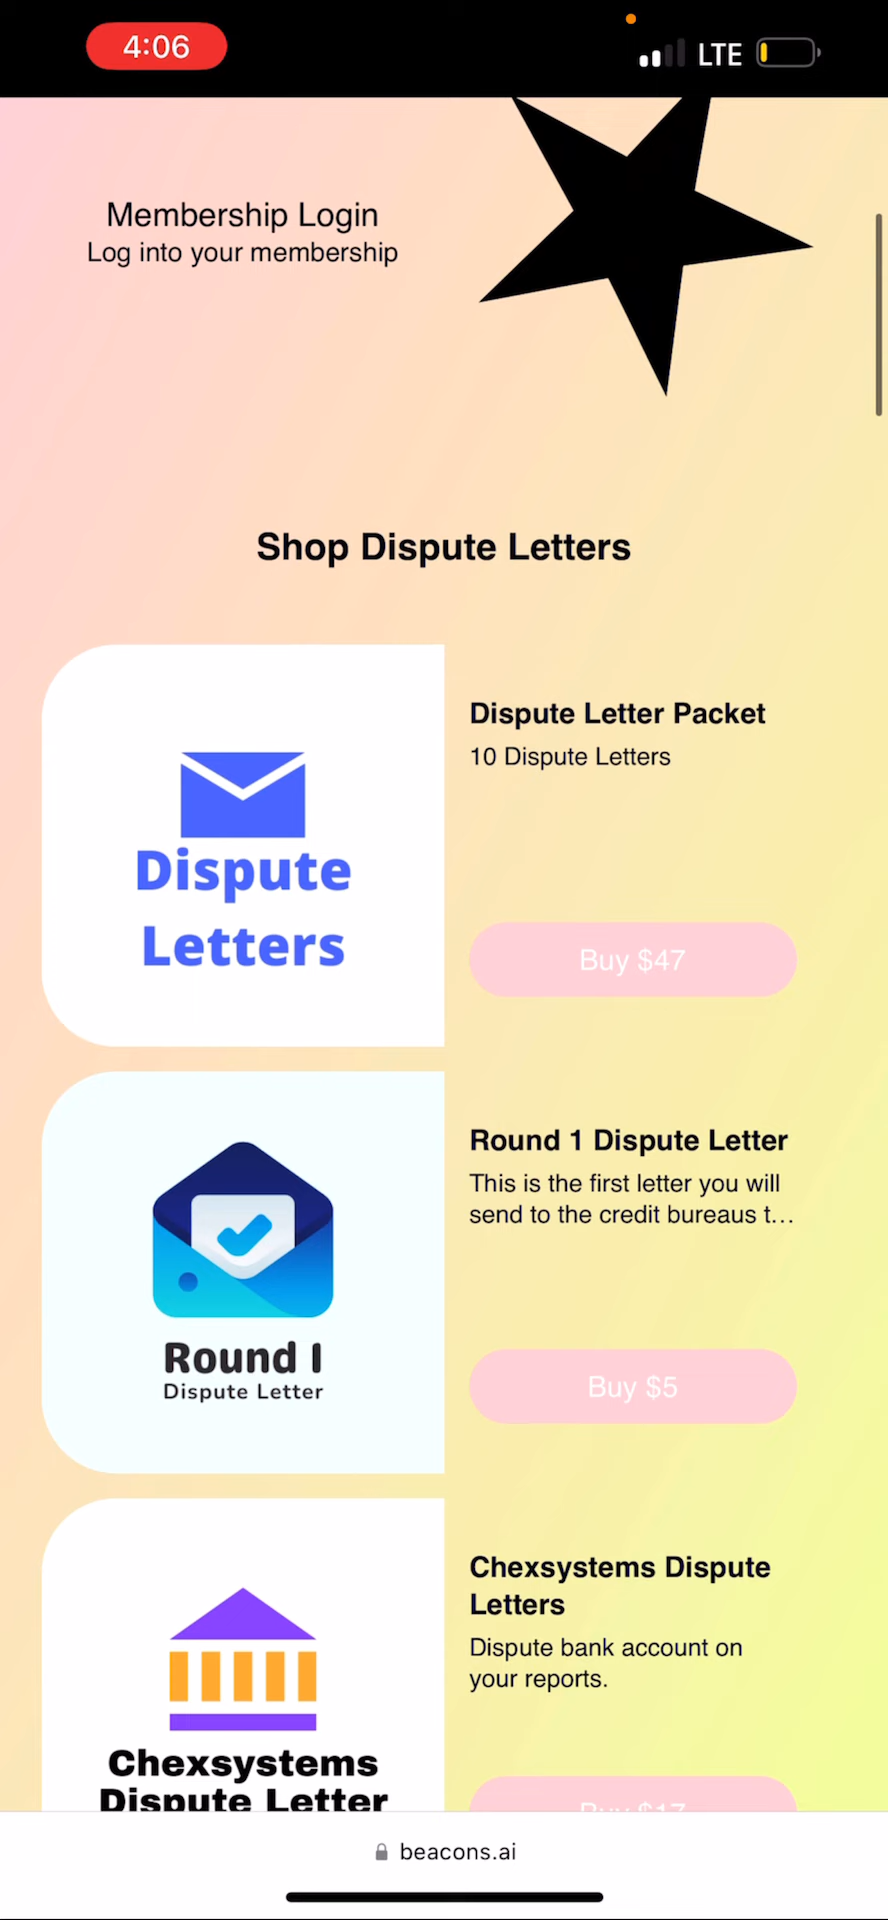 4:06
LTE
Membership Login
Log into your membership
Shop Dispute Letters
Dispute
Letters
Dispute Letter Packet
10 Dispute Letters
Buy $47
Round 1
Dispute Letter
Round 1 Dispute Letter
This is the first letter you will
send to the credit bureaus t...
Buy $5
Chexsystems
Dispute Letter
Chexsystems Dispute
Letters
Dispute bank account on
your reports.
Buy $17
beacons.ai